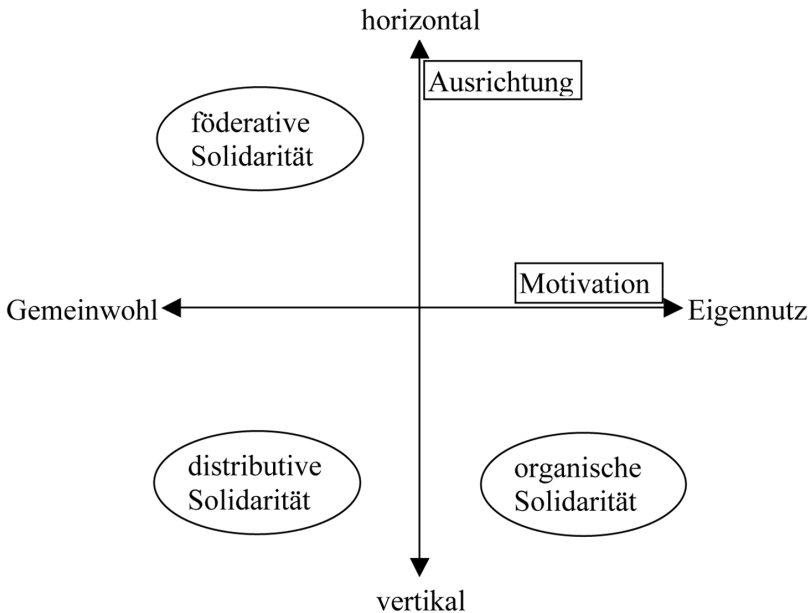 horizontal
Ausrichtung
föderative
Solidarität
Motivation
Gemeinwohl
Eigennutz
distributive
Solidarität
organische
Solidarität
vertikal